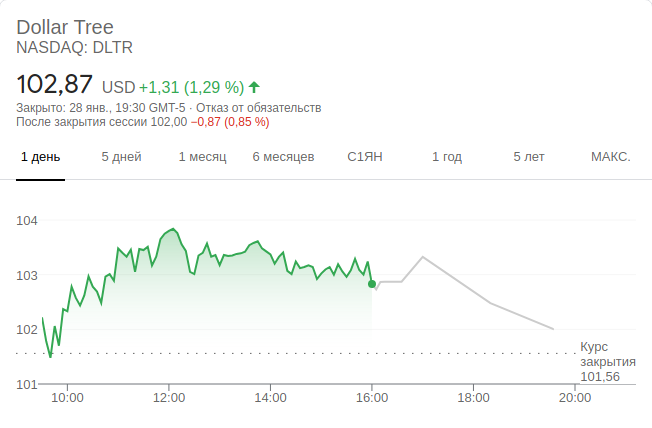 Dollar Tree
NASDAQ: DLTR
102,87 USD +1,31 (1,29 %)
Закрыто: 28 янв., 19:30 GMT-5 · Отказ от обязательств
После закрытия сессии 102,00 −0,87 (0,85 %)
1 день 5 дней 1 месяц 6 месяцев С1ЯН 1 год 5 лет МАКС.
104
103
102
Курс
закрытия
101,56
101
10:00 12:00 14:00 16:00 18:00 20:00